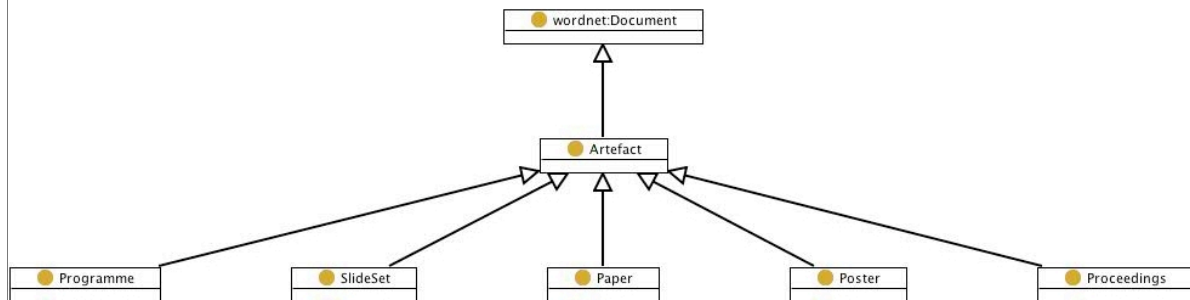 wordnet:Document
Artefact
Programme
SlideSet
Paper
Poster
Proceedings